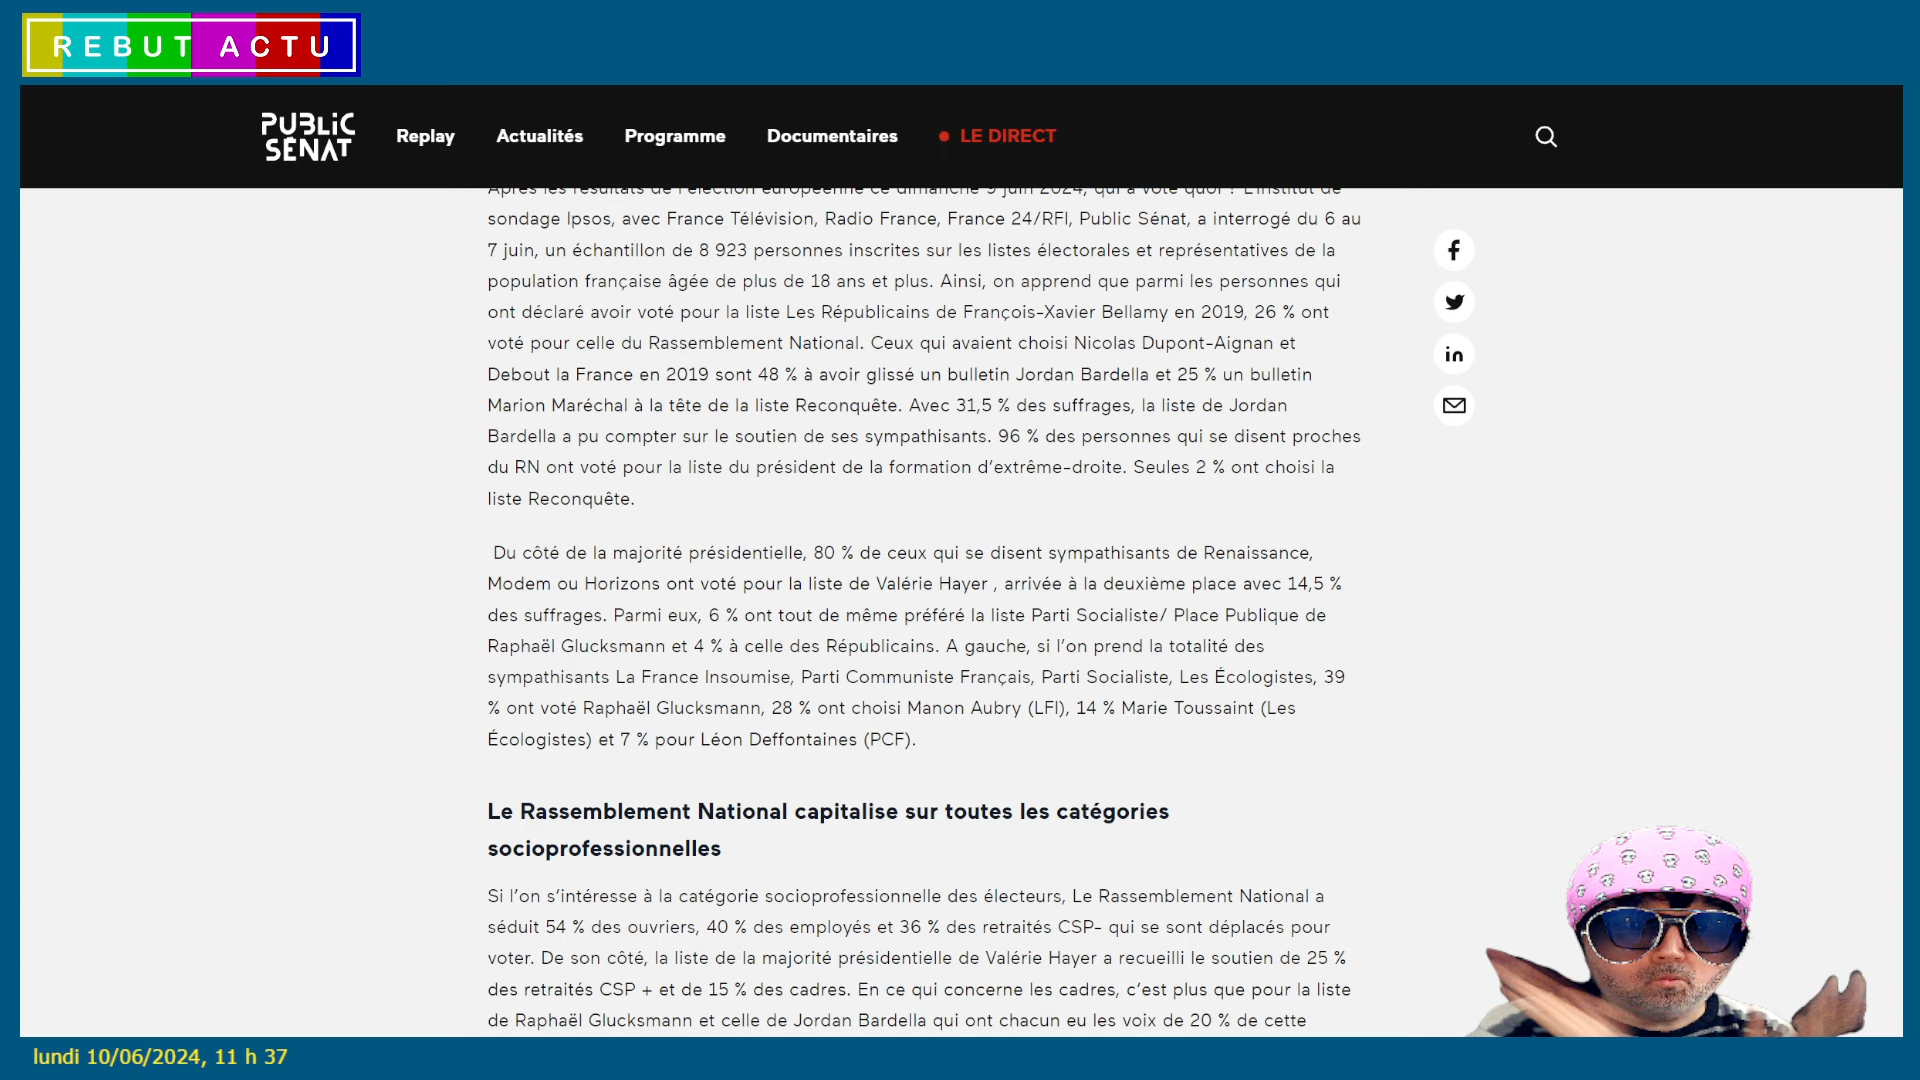 REBUT ACTU
PUBLIC SÉNAT
Replay Actualités Programme Documentaires LE DIRECT
Après les résultats de l'élection européenne ce dimanche 9 juin 2024, qui a voté quoi ? L'institut de
sondage Ipsos, avec France Télévision, Radio France, France 24/RFI, Public Sénat, a interrogé du 6 au
7 juin, un échantillon de 8 923 personnes inscrites sur les listes électorales et représentatives de la
population française âgée de plus de 18 ans et plus. Ainsi, on apprend que parmi les personnes qui
ont déclaré avoir voté pour la liste Les Républicains de François-Xavier Bellamy en 2019, 26 % ont
voté pour celle du Rassemblement National. Ceux qui avaient choisi Nicolas Dupont-Aignan et
Debout la France en 2019 sont 48 % à avoir glissé un bulletin Jordan Bardella et 25 % un bulletin
Marion Maréchal à la tête de la liste Reconquête. Avec 31,5 % des suffrages, la liste de Jordan
Bardella a pu compter sur le soutien de ses sympathisants. 96 % des personnes qui se disent proches
du RN ont voté pour la liste du président de la formation d'extrême-droite. Seules 2 % ont choisi la
liste Reconquête.
Du côté de la majorité présidentielle, 80 % de ceux qui se disent sympathisants de Renaissance,
Modem ou Horizons ont voté pour la liste de Valérie Hayer , arrivée à la deuxième place avec 14,5 %
des suffrages. Parmi eux, 6 % ont tout de même préféré la liste Parti Socialiste/ Place Publique de
Raphaël Glucksmann et 4 % à celle des Républicains. A gauche, si l'on prend la totalité des
sympathisants La France Insoumise, Parti Communiste Français, Parti Socialiste, Les Écologistes, 39
% ont voté Raphaël Glucksmann, 28 % ont choisi Manon Aubry (LFI), 14 % Marie Toussaint (Les
Écologistes) et 7 % pour Léon Deffontaines (PCF).
Le Rassemblement National capitalise sur toutes les catégories
socioprofessionnelles
Si l'on s'intéresse à la catégorie socioprofessionnelle des électeurs, Le Rassemblement National a
séduit 54 % des ouvriers, 40 % des employés et 36 % des retraités CSP- qui se sont déplacés pour
voter. De son côté, la liste de la majorité présidentielle de Valérie Hayer a recueilli le soutien de 25 %
des retraités CSP + et de 15 % des cadres. En ce qui concerne les cadres, c'est plus que pour la liste
de Raphaël Glucksmann et celle de Jordan Bardella qui ont chacun eu les voix de 20 % de cette
lundi 10/06/2024, 11 h 37